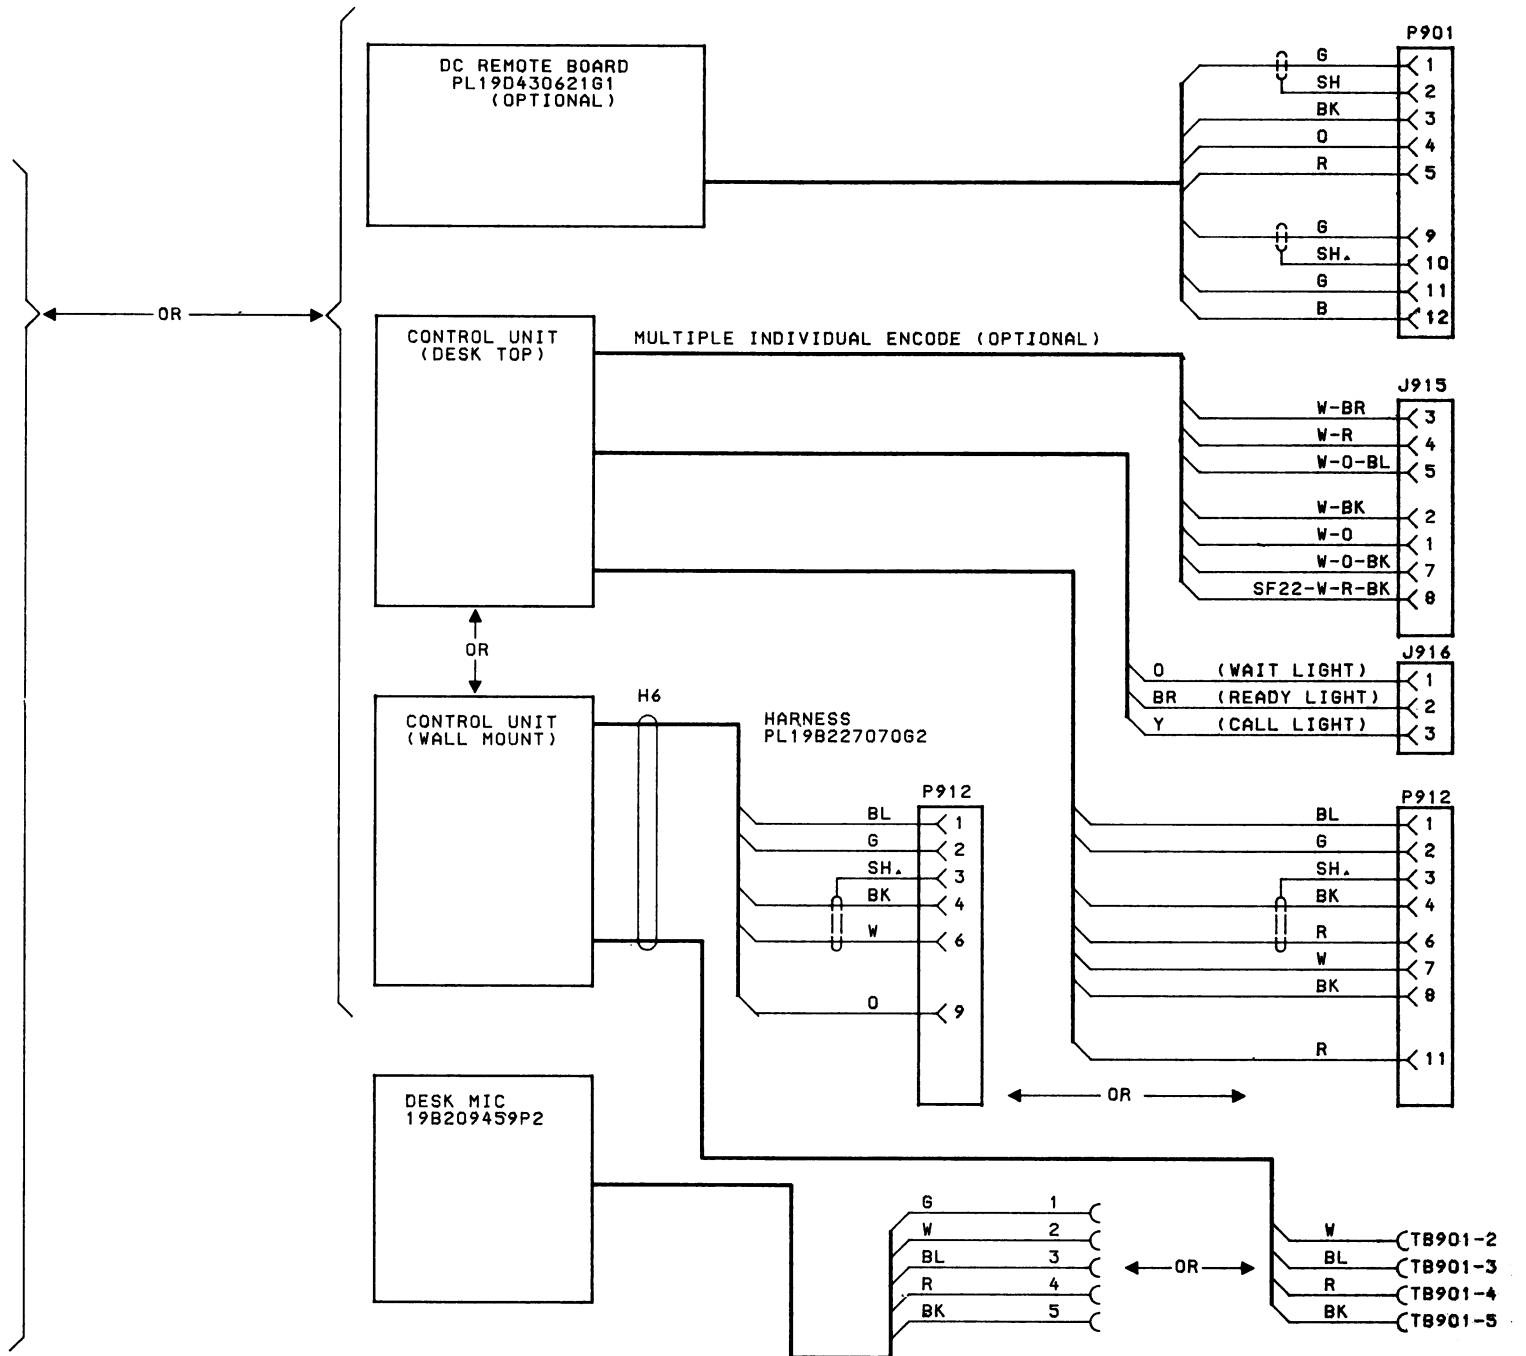 P901
DC REMOTE BOARD
PL19D430621G1
(OPTIONAL)
G 1
SH 2
BK 3
O 4
R 5
G 9
SH. 10
G 11
B 12
OR
CONTROL UNIT
(DESK TOP)
MULTIPLE INDIVIDUAL ENCODE (OPTIONAL)
J915
W-BR 3
W-R 4
W-O-BL 5
W-BK 2
W-O 1
W-O-BK 7
SF22-W-R-BK 8
OR
J916
O (WAIT LIGHT) 1
BR (READY LIGHT) 2
Y (CALL LIGHT) 3
CONTROL UNIT
(WALL MOUNT)
H6
HARNESS
PL19B227070G2
P912
BL 1
G 2
SH. 3
BK 4
W 6
O 9
P912
BL 1
G 2
SH. 3
BK 4
R 6
W 7
BK 8
R 11
OR
DESK MIC
19B209459P2
G 1
W 2
BL 3
R 4
BK 5
OR
W TB901-2
BL TB901-3
R TB901-4
BK TB901-5